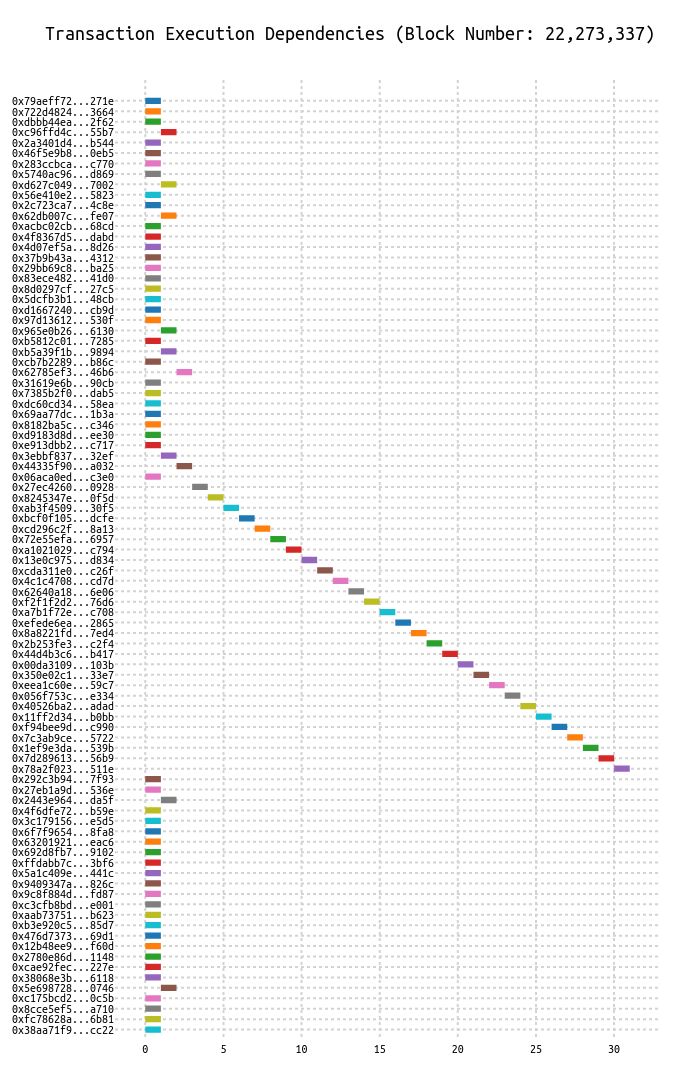 Transaction Execution Dependencies (Block Number: 22,273,337)
0x79aeff72...271e
0x722d4824...3664
0xdbbb44ea...2f62
0xc96ffd4c...55b7
0x2a3401d4...b544
0x46f5e9b8...0eb5
0x283ccbca...c770
0x5740ac96...d869
0xd627c049...7002
0x56e410e2...5823
0x2c723ca7...4c8e
0x62db007c...fe07
0xacbc02cb...68cd
0x4f8367d5...dabd
0x4d07ef5a...8d26
0x37b9b43a...4312
0x29bb69c8...ba25
0x83ece482...41d0
0x8d0297cf...27c5
0x5dcfb3b1...48cb
0xd1667240...cb9d
0x97d13612...530f
0x965e0b26...6130
0xb5812c01...7285
0xb5a39f1b...9894
0xcb7b2289...b86c
0x62785ef3...46b6
0x31619e6b...90cb
0x7385b2f0...dab5
0xdc60cd34...58ea
0x69aa77dc...1b3a
0x8182ba5c...c346
0xd9183d8d...ee30
0xe913dbb2...c717
0x3ebbf837...32ef
0x44335f90...a032
0x06aca0ed...c3e0
0x27ec4260...0928
0x8245347e...0f5d
0xab3f4509...30f5
0xbcf0f105...dcfe
0xcd296c2f...8a13
0x72e55efa...6957
0xa1021029...c794
0x13e0c975...d834
0xcda311e0...c26f
0x4c1c4708...cd7d
0x62640a18...6e06
0xf2f1f2d2...76d6
0xa7b1f72e...c708
0xefede6ea...2865
0x8a8221fd...7ed4
0x2b253fe3...c2f4
0x44d4b3c6...b417
0x00da3109...103b
0x350e02c1...33e7
0xeea1c60e...59c7
0x056f753c...e334
0x40526ba2...adad
0x11ff2d34...b0bb
0xf94bee9d...c990
0x7c3ab9ce...5722
0x1ef9e3da...539b
0x7d289613...56b9
0x78a2f023...511e
0x292c3b94...7f93
0x27eb1a9d...536e
0x2443e964...da5f
0x4f6dfe72...b59e
0x3c179156...e5d5
0x6f7f9654...8fa8
0x63201921...eac6
0x692d8fb7...9102
0xffdabb7c...3bf6
0x5a1c409e...441c
0x9409347a...826c
0x9c8f884d...fd87
0xc3cfb8bd...e001
0xaab73751...b623
0xb3e920c5...85d7
0x476d7373...69d1
0x12b48ee9...f60d
0x2780e86d...1148
0xcae92fec...227e
0x38068e3b...6118
0x5e698728...0746
0xc175bcd2...0c5b
0x8cce5ef5...a710
0xfc78628a...6b81
0x38aa71f9...cc22
0 5 10 15 20 25 30